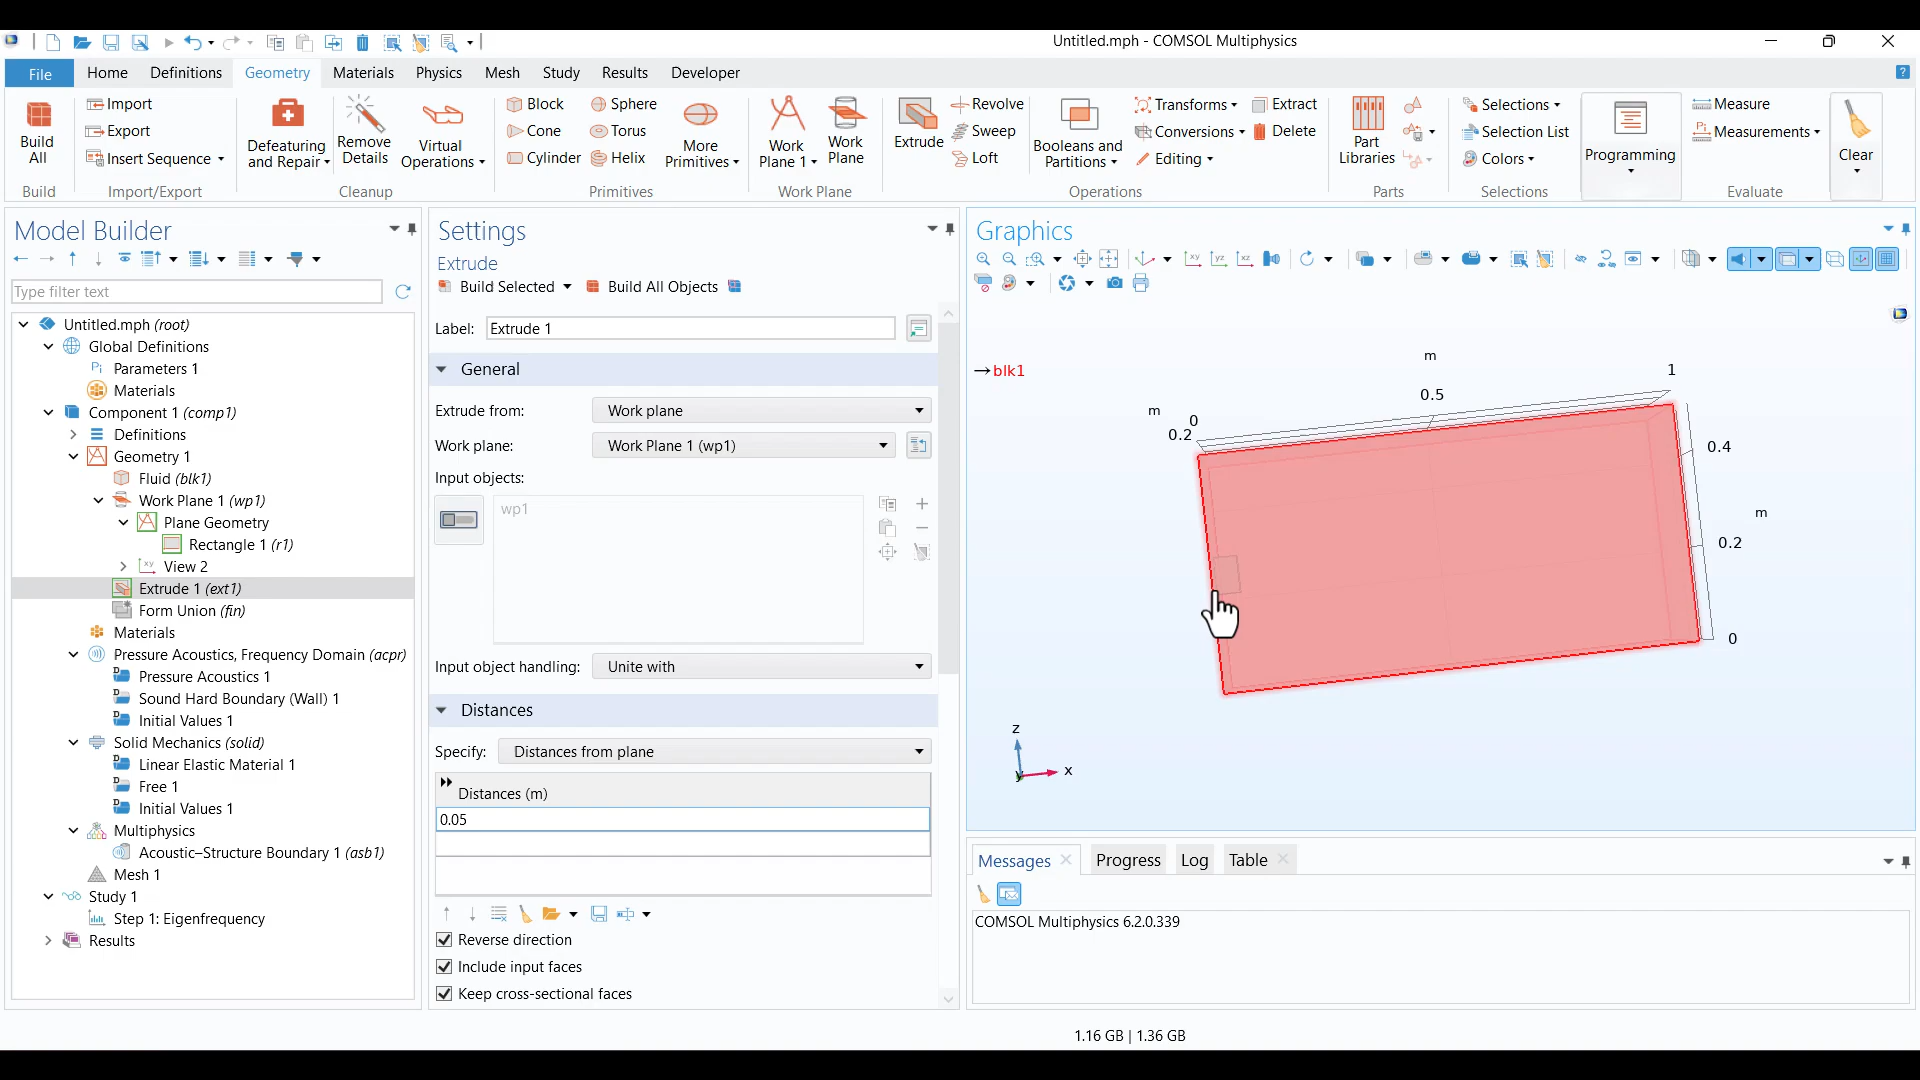 Untitled.mph - COMSOL Multiphysics
File Home Definitions Geometry Materials Physics Mesh Study Results Developer
Build All
Build
Import
Export
Insert Sequence
Import/Export
Defeaturing and Repair
Remove Details
Virtual Operations
Cleanup
Block
Cone
Cylinder
Sphere
Torus
Helix
More Primitives
Primitives
Work Plane 1
Work Plane
Work Plane
Extrude
Revolve
Sweep
Loft
Booleans and Partitions
Transforms
Conversions
Editing
Extract
Delete
Operations
Part Libraries
Parts
Selections
Selection List
Colors
Selections
Programming
Measure
Measurements
Evaluate
Clear
Model Builder
Type filter text
Untitled.mph (root)
Global Definitions
Pi Parameters 1
Materials
Component 1 (comp1)
Definitions
Geometry 1
Fluid (blk1)
Work Plane 1 (wp1)
Plane Geometry
Rectangle 1 (r1)
xy View 2
Extrude 1 (ext1)
Form Union (fin)
Materials
Pressure Acoustics, Frequency Domain (acpr)
D Pressure Acoustics 1
D Sound Hard Boundary (Wall) 1
D Initial Values 1
Solid Mechanics (solid)
D Linear Elastic Material 1
D Free 1
D Initial Values 1
Multiphysics
Acoustic–Structure Boundary 1 (asb1)
Mesh 1
Study 1
Step 1: Eigenfrequency
Results
Settings
Extrude
Build Selected Build All Objects
Label: Extrude 1
General
Extrude from: Work plane
Work plane: Work Plane 1 (wp1)
Input objects:
wp1
Input object handling: Unite with
Distances
Specify: Distances from plane
Distances (m)
0.05
Reverse direction
Include input faces
Keep cross-sectional faces
Graphics
xy yz xz
→blk1
m
1
0.5
m
0
0.2
0.4
m
0.2
0
z
y x
Messages Progress Log Table
COMSOL Multiphysics 6.2.0.339
1.16 GB | 1.36 GB